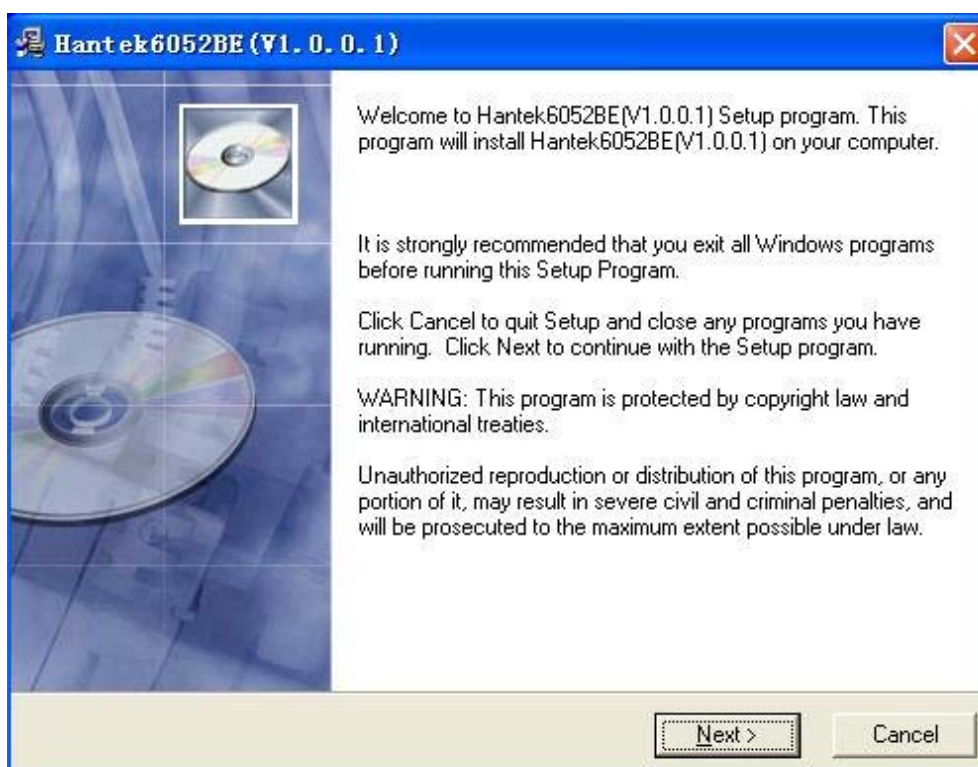 Hantek6052BE(V1.0.0.1)
Welcome to Hantek6052BE(V1.0.0.1) Setup program. This
program will install Hantek6052BE(V1.0.0.1) on your computer.
It is strongly recommended that you exit all Windows programs
before running this Setup Program.
Click Cancel to quit Setup and close any programs you have
running. Click Next to continue with the Setup program.
WARNING: This program is protected by copyright law and
international treaties.
Unauthorized reproduction or distribution of this program, or any
portion of it, may result in severe civil and criminal penalties, and
will be prosecuted to the maximum extent possible under law.
Next >
Cancel